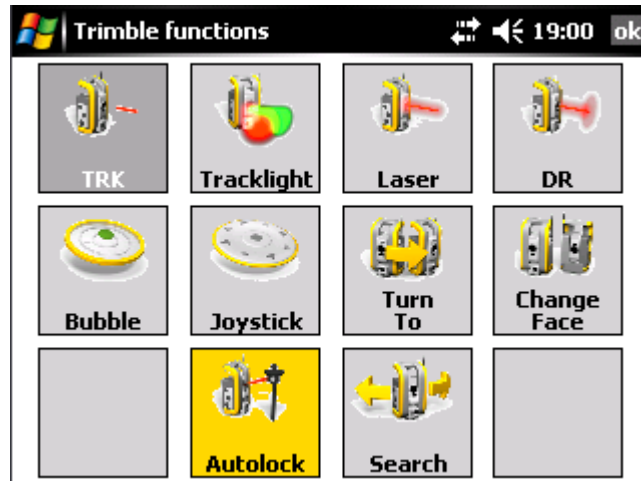 Trimble functions 19:00 ok
TRK Tracklight Laser DR
Bubble Joystick Turn To Change Face
Autolock Search